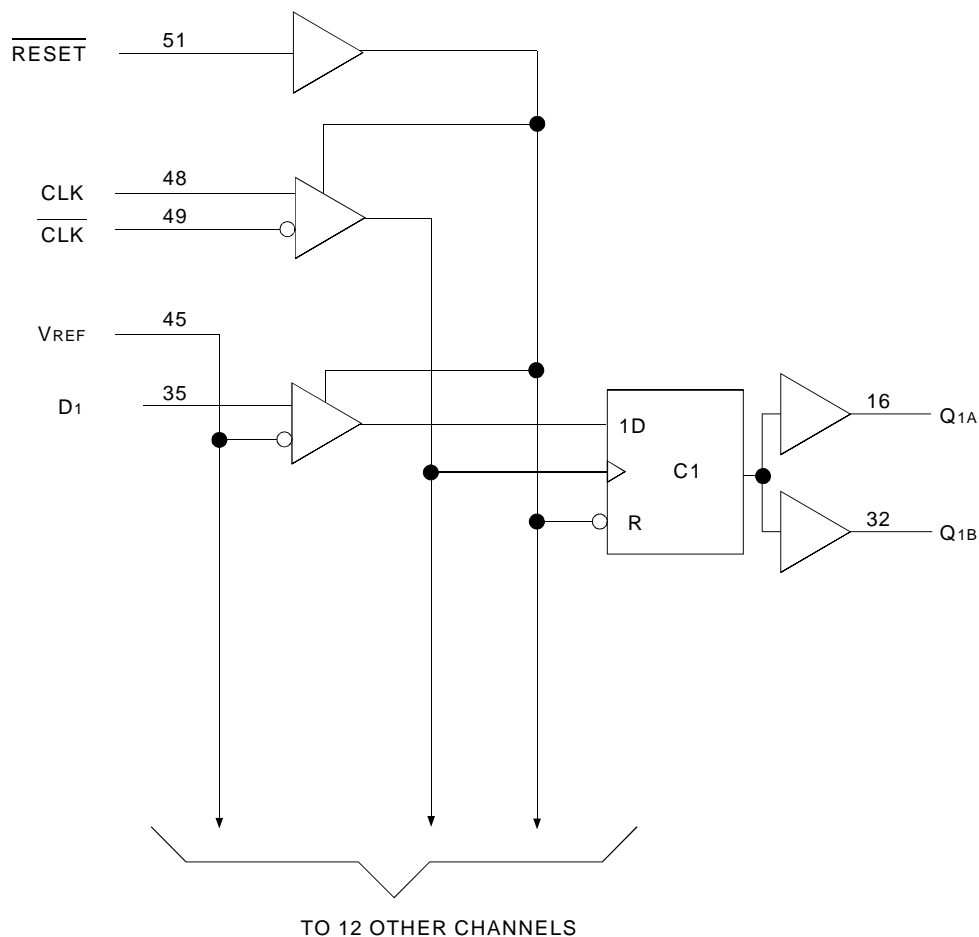 RESET 51
CLK 48
CLK 49
VREF 45
D1 35
1D
C1
R
16 Q1A
32 Q1B
TO 12 OTHER CHANNELS